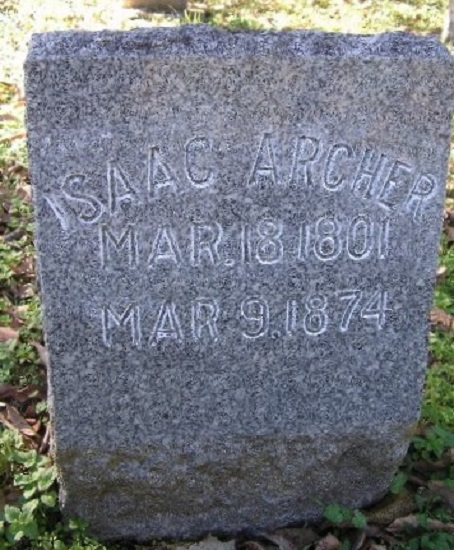 ISAAC ARCHER
MAR. 18 1801
MAR 9. 1874